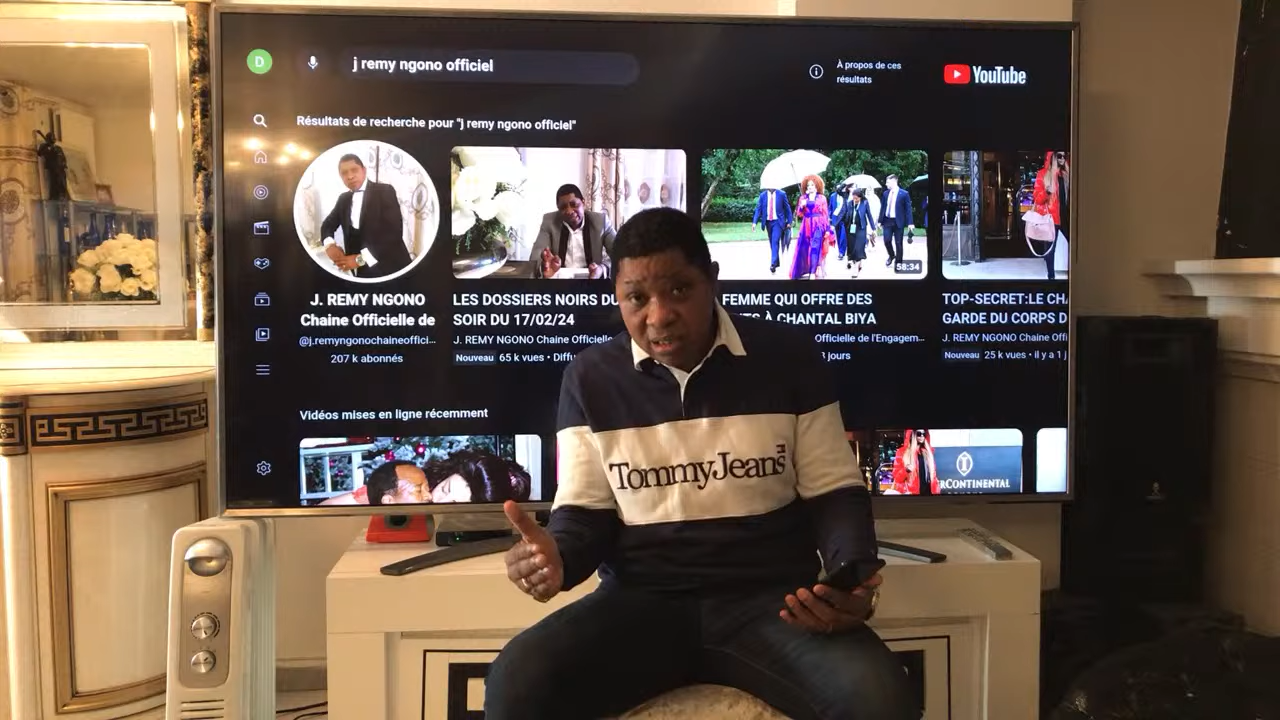 D
j remy ngono officiel
À propos de ces
résultats
YouTube
Résultats de recherche pour "j remy ngono officiel"
58:34
J. REMY NGONO
Chaine Officielle de
@j.remyngonochaineoffici...
207 k abonnés
LES DOSSIERS NOIRS DU
SOIR DU 17/02/24
J. REMY NGONO Chaine Officielle
Nouveau 65 k vues • Diffu
FEMME QUI OFFRE DES
À CHANTAL BIYA
Officielle de l'Engagem...
jours
TOP-SECRET:LE CH
GARDE DU CORPS D
J. REMY NGONO Chaine Offi
Nouveau 25 k vues • il y a 1 j
Vidéos mises en ligne récemment
RCONTINENTAL
TommyJeans